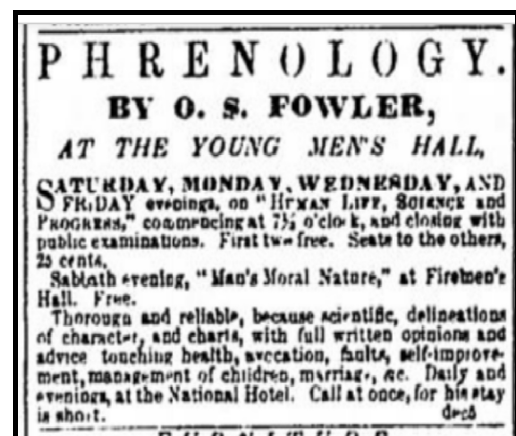 PHRENOLOGY.
BY O. S. FOWLER,
AT THE YOUNG MEN'S HALL,
SATURDAY, MONDAY, WEDNESDAY, AND
FRIDAY evenings, on "HUMAN LIFE, SCIENCE and
PROGRESS," commencing at 7½ o'clock, and closing with
public examinations. First two free. Seats to the others,
25 cents.
Sabbath evening, "Man's Moral Nature," at Firemen's
Hall. Free.
Thorough and reliable, because scientific, delineations
of character, and charts, with full written opinions and
advice touching health, avocation, faults, self-improve-
ment, management of children, marriage, &c. Daily and
evenings, at the National Hotel. Call at once, for his stay
is short.